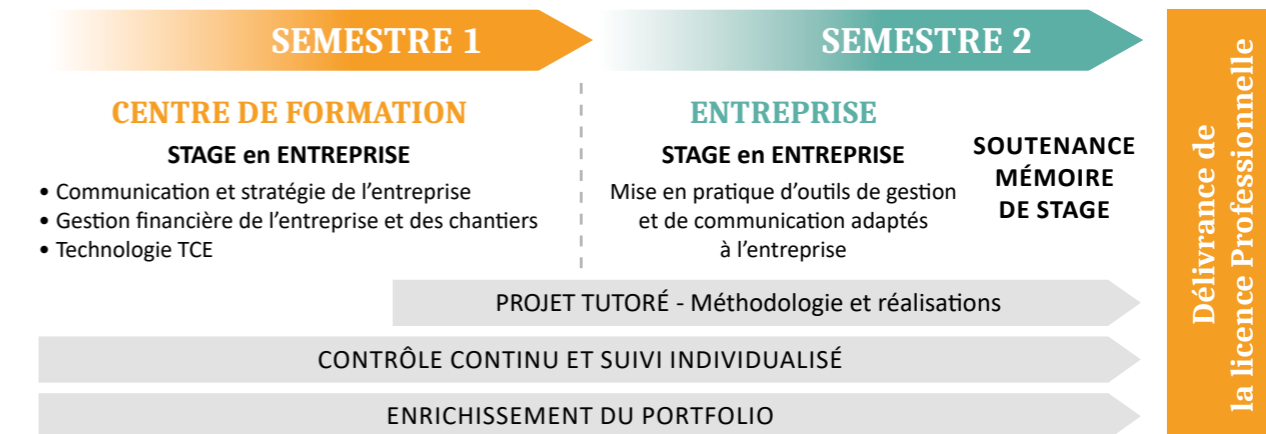 SEMESTRE 1
SEMESTRE 2
CENTRE DE FORMATION
STAGE en ENTREPRISE
• Communication et stratégie de l'entreprise
• Gestion financière de l'entreprise et des chantiers
• Technologie TCE
ENTREPRISE
STAGE en ENTREPRISE
Mise en pratique d'outils de gestion
et de communication adaptés
à l'entreprise
SOUTENANCE
MÉMOIRE
DE STAGE
PROJET TUTORÉ - Méthodologie et réalisations
CONTRÔLE CONTINU ET SUIVI INDIVIDUALISÉ
ENRICHISSEMENT DU PORTFOLIO
Délivrance de
la licence Professionnelle